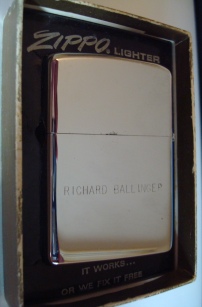 ZIPPO LIGHTER
RICHARD BALLINGER
IT WORKS...
OR WE FIX IT FREE